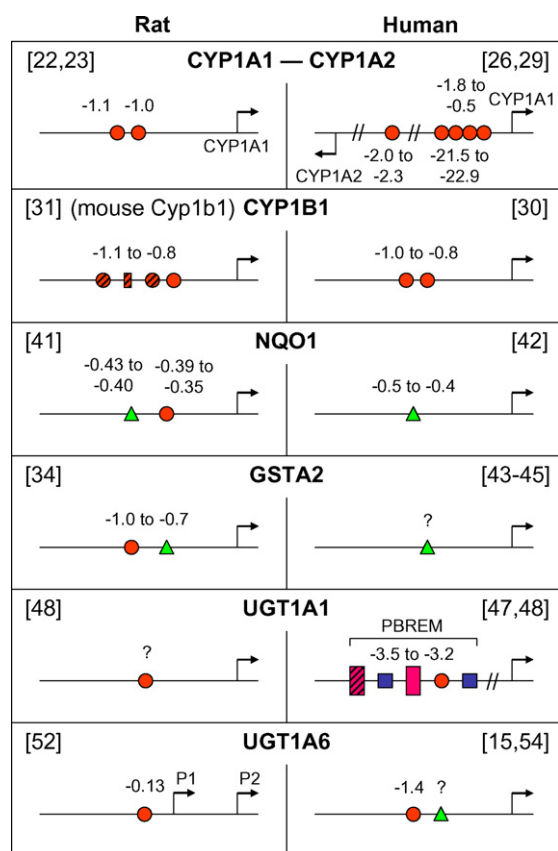 Rat Human
[22,23] CYP1A1 — CYP1A2 [26,29]
-1.1 -1.0
CYP1A1
-1.8 to
-0.5
CYP1A1
CYP1A2
-2.0 to
-2.3
-21.5 to
-22.9
[31] (mouse Cyp1b1) CYP1B1 [30]
-1.1 to -0.8
-1.0 to -0.8
[41] NQO1 [42]
-0.43 to
-0.40
-0.39 to
-0.35
-0.5 to -0.4
[34] GSTA2 [43-45]
-1.0 to -0.7
?
[48] UGT1A1 [47,48]
?
PBREM
-3.5 to -3.2
[52] UGT1A6 [15,54]
-0.13 P1 P2
-1.4 ?